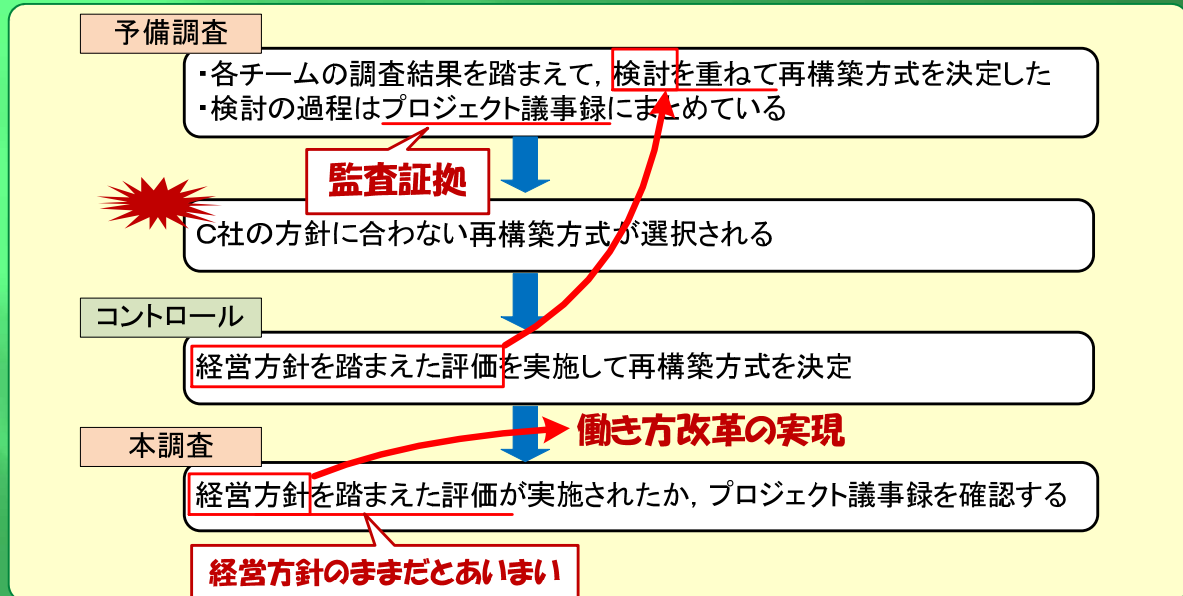 予備調査
・各チームの調査結果を踏まえて，検討を重ねて再構築方式を決定した
・検討の過程はプロジェクト議事録にまとめている
監査証拠
C社の方針に合わない再構築方式が選択される
コントロール
経営方針を踏まえた評価を実施して再構築方式を決定
働き方改革の実現
本調査
経営方針を踏まえた評価が実施されたか，プロジェクト議事録を確認する
経営方針のままだとあいまい